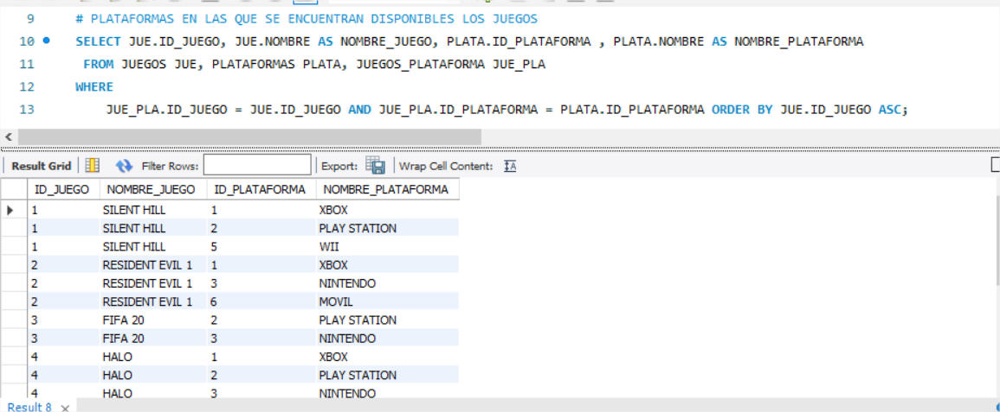 9 # PLATAFORMAS EN LAS QUE SE ENCUENTRAN DISPONIBLES LOS JUEGOS
10 SELECT JUE.ID_JUEGO, JUE.NOMBRE AS NOMBRE_JUEGO, PLATA.ID_PLATAFORMA , PLATA.NOMBRE AS NOMBRE_PLATAFORMA
11 FROM JUEGOS JUE, PLATAFORMAS PLATA, JUEGOS_PLATAFORMA JUE_PLA
12 WHERE
13 JUE_PLA.ID_JUEGO = JUE.ID_JUEGO AND JUE_PLA.ID_PLATAFORMA = PLATA.ID_PLATAFORMA ORDER BY JUE.ID_JUEGO ASC;
Result Grid Filter Rows: Export: Wrap Cell Content:
ID_JUEGO NOMBRE_JUEGO ID_PLATAFORMA NOMBRE_PLATAFORMA
1 SILENT HILL 1 XBOX
1 SILENT HILL 2 PLAY STATION
1 SILENT HILL 5 WII
2 RESIDENT EVIL 1 1 XBOX
2 RESIDENT EVIL 1 3 NINTENDO
2 RESIDENT EVIL 1 6 MOVIL
3 FIFA 20 2 PLAY STATION
3 FIFA 20 3 NINTENDO
4 HALO 1 XBOX
4 HALO 2 PLAY STATION
4 HALO 3 NINTENDO
Result 8